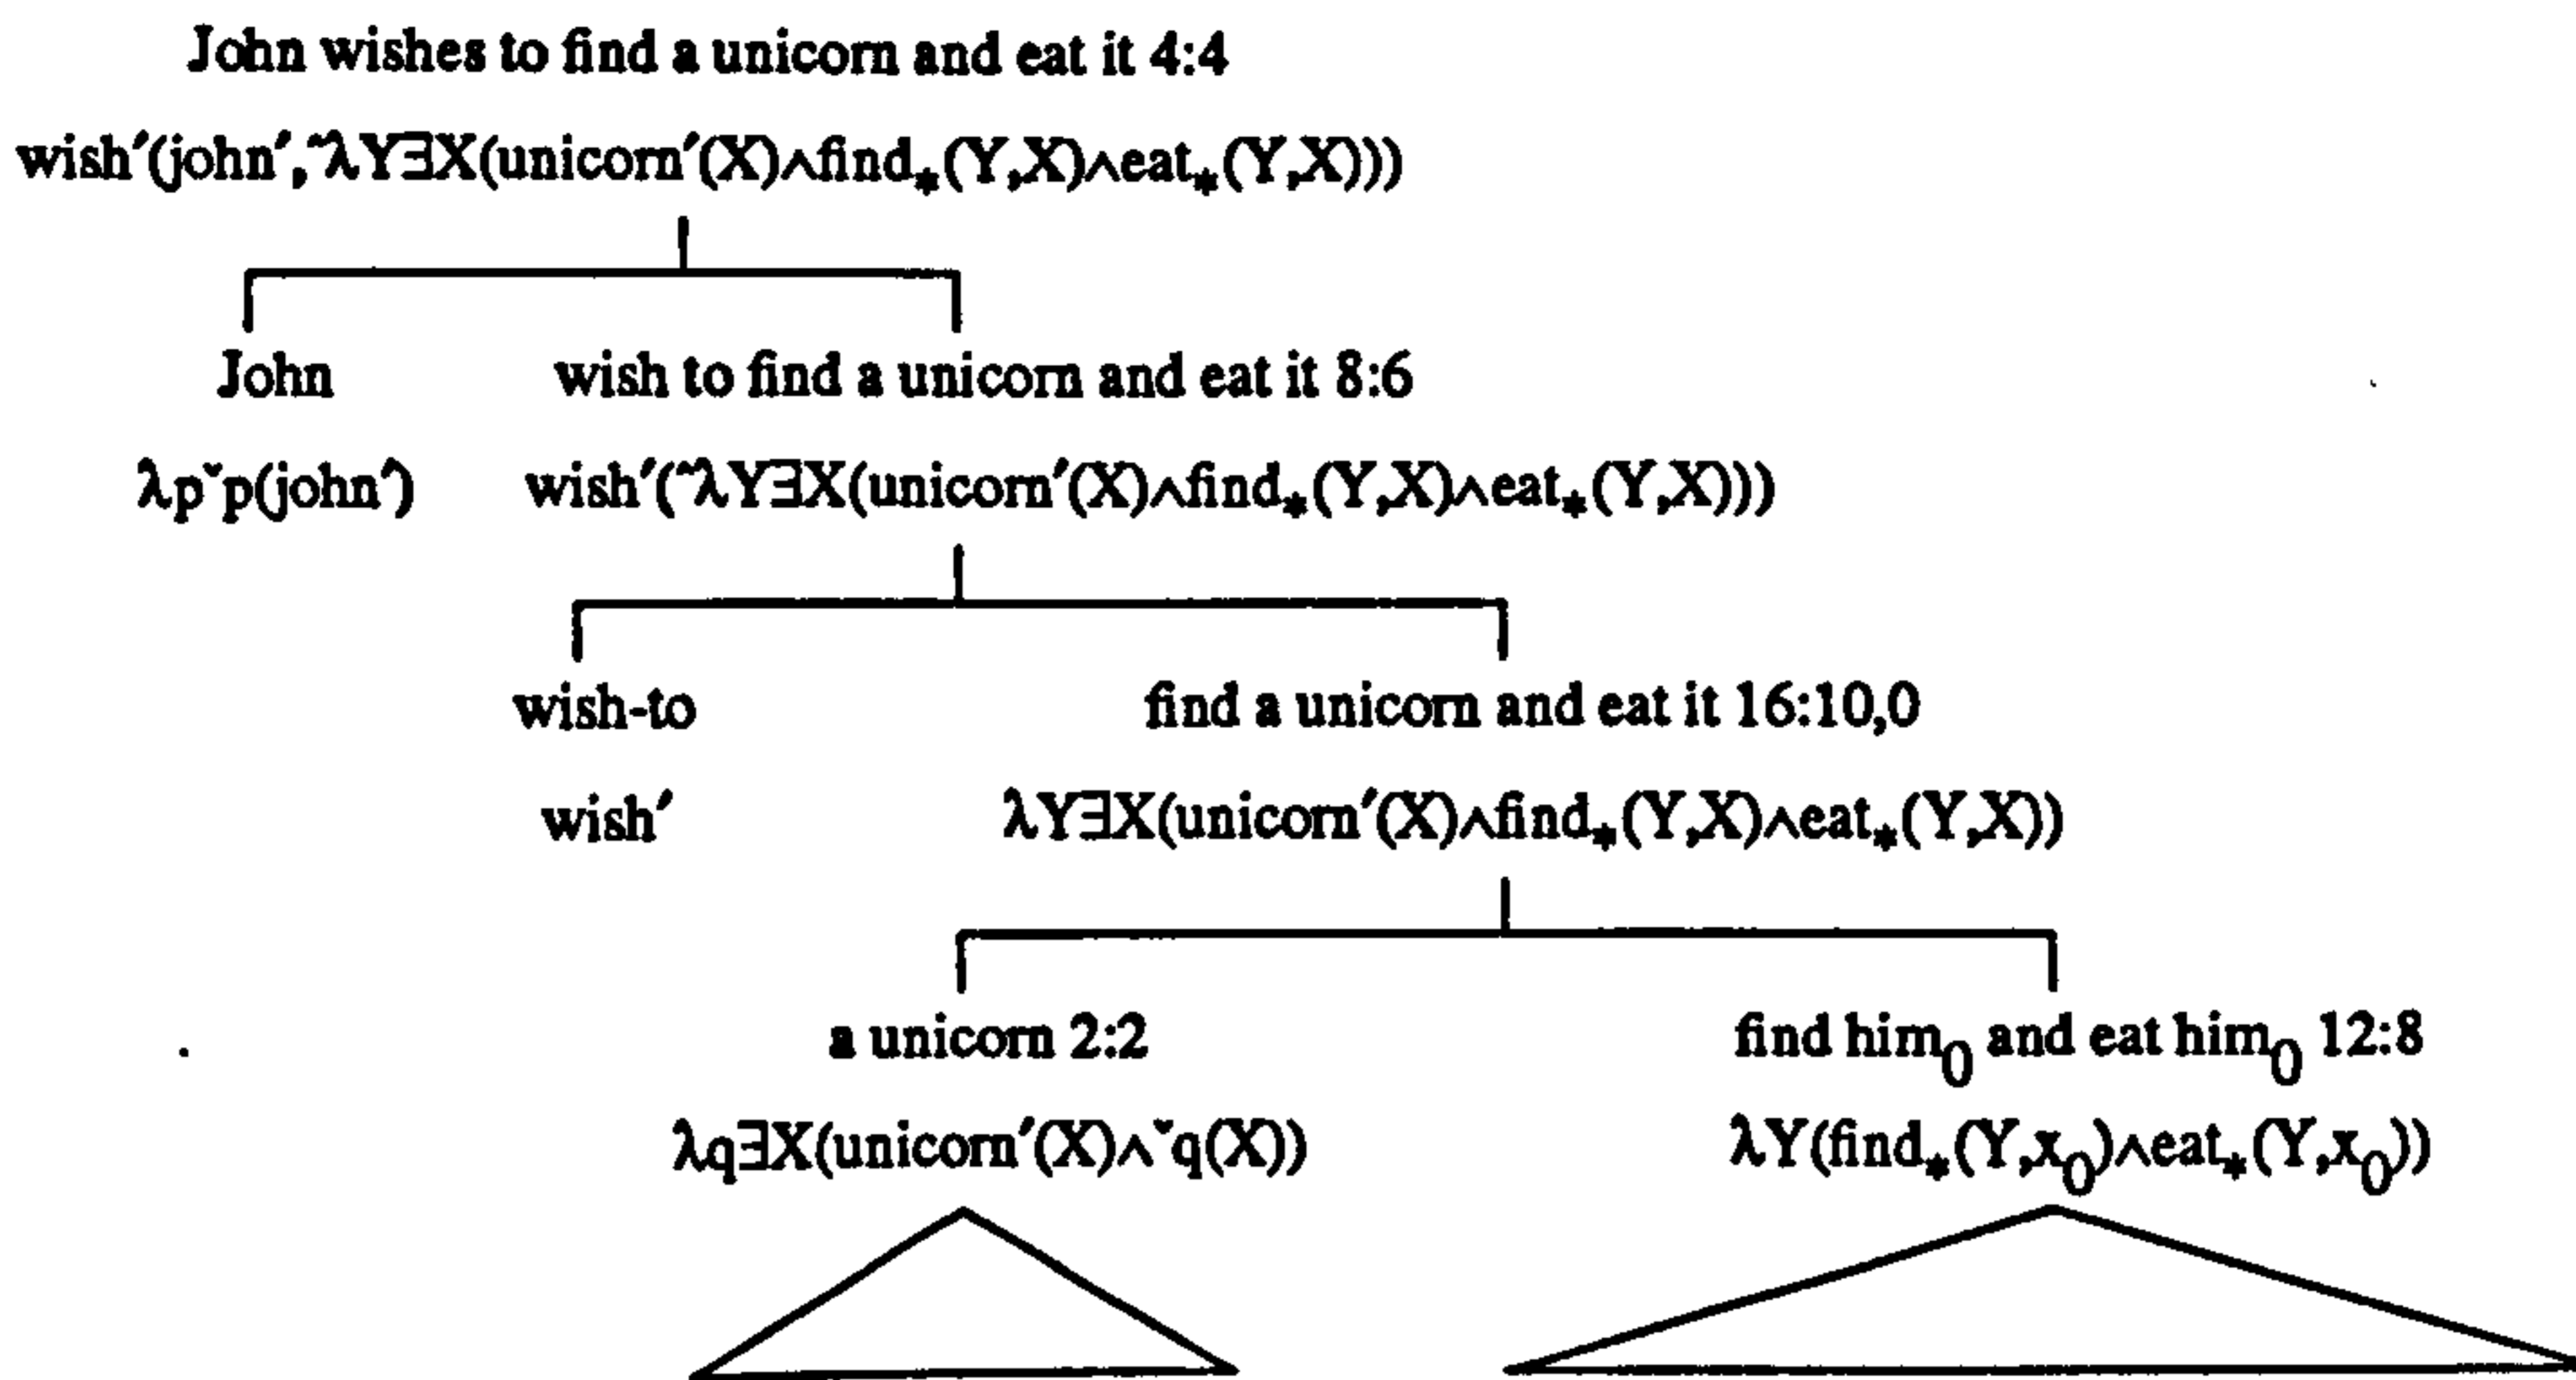 John wishes to find a unicorn and eat it 4:4
wish′(john′,ˆλY∃X(unicorn′(X)∧find⁎(Y,X)∧eat⁎(Y,X)))
John wish to find a unicorn and eat it 8:6
λpˇp(john′) wish′(ˆλY∃X(unicorn′(X)∧find⁎(Y,X)∧eat⁎(Y,X)))
wish-to find a unicorn and eat it 16:10,0
wish′ λY∃X(unicorn′(X)∧find⁎(Y,X)∧eat⁎(Y,X))
a unicorn 2:2 find him₀ and eat him₀ 12:8
λq∃X(unicorn′(X)∧ˇq(X)) λY(find⁎(Y,x₀)∧eat⁎(Y,x₀))